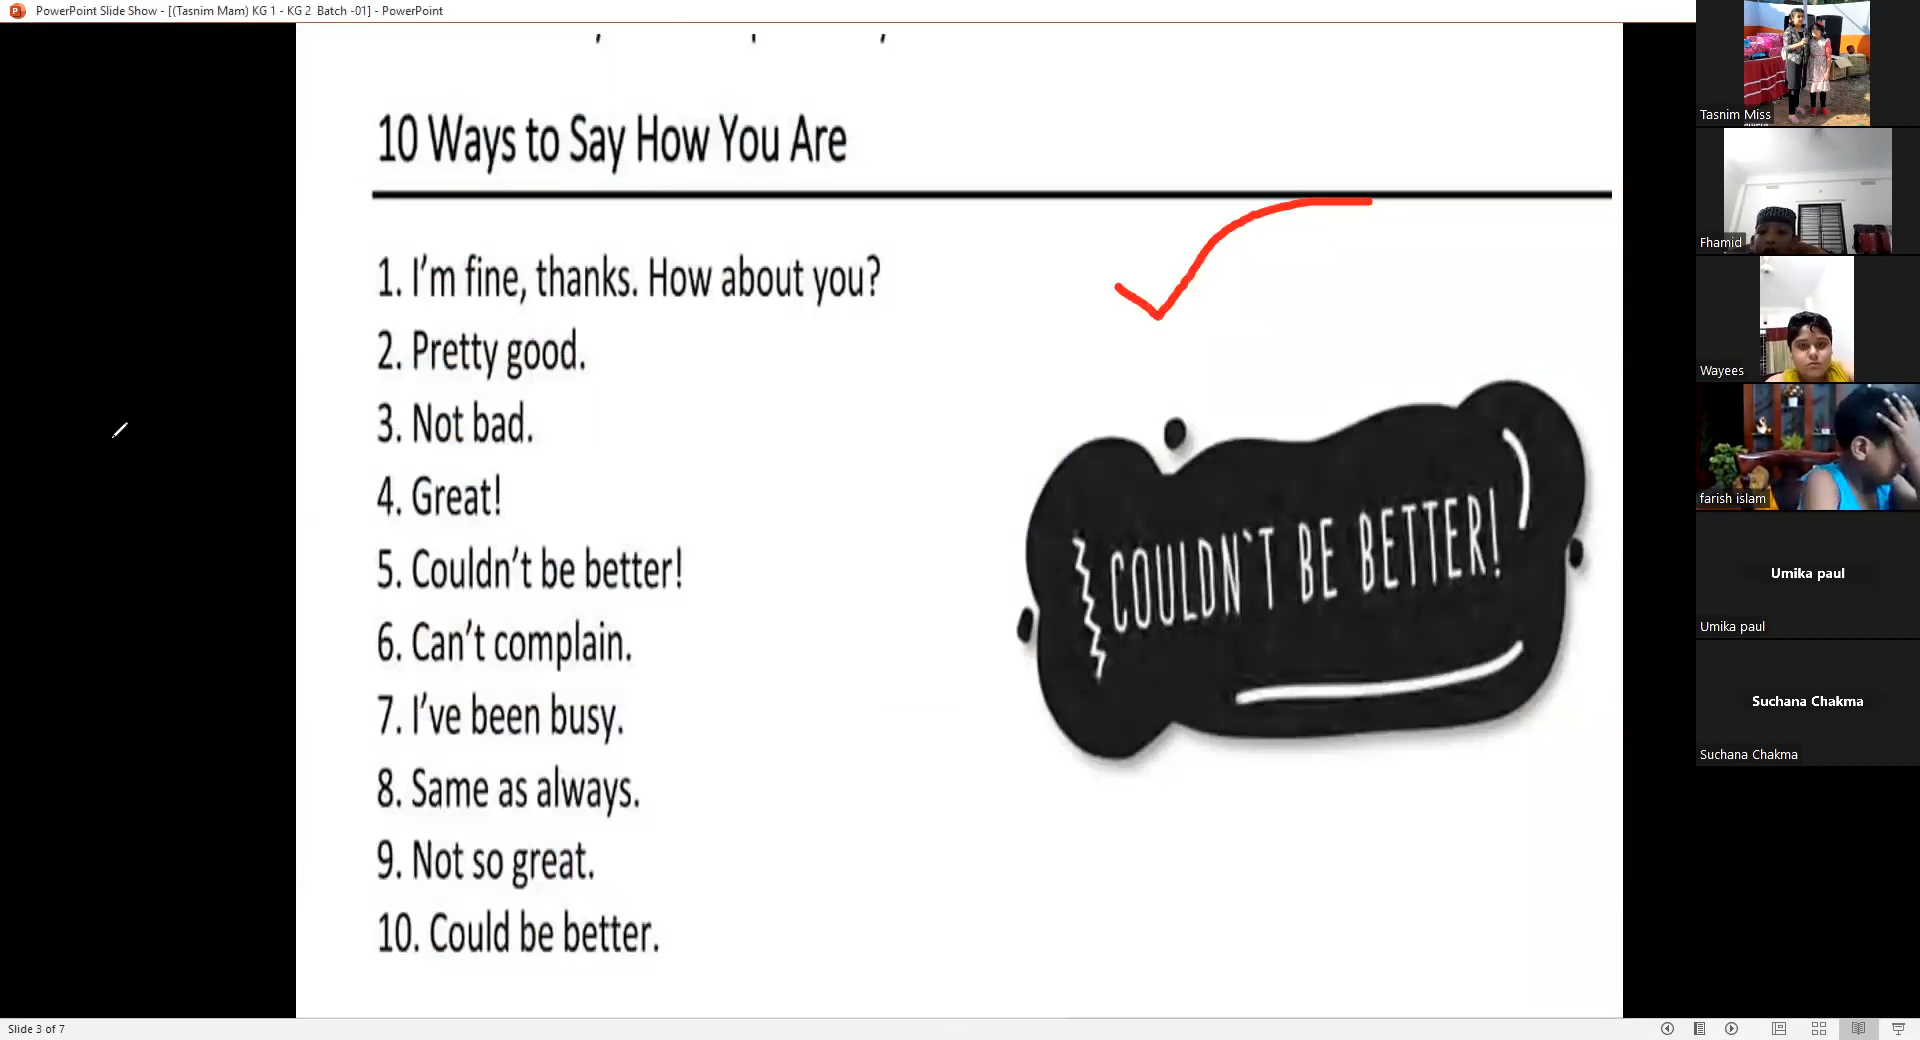 PowerPoint Slide Show - [(Tasnim Mam) KG 1 - KG 2 Batch -01] - PowerPoint
10 Ways to Say How You Are
1. I’m fine, thanks. How about you?
2. Pretty good.
3. Not bad.
4. Great!
5. Couldn’t be better!
6. Can’t complain.
7. I’ve been busy.
8. Same as always.
9. Not so great.
10. Could be better.
COULDN`T BE BETTER!
Tasnim Miss
Fhamid
Wayees
farish islam
Umika paul
Umika paul
Suchana Chakma
Suchana Chakma
Slide 3 of 7